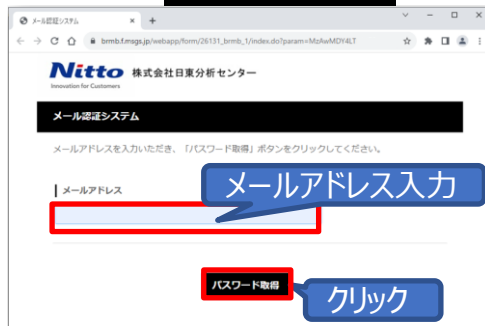 メール認証システム
brmb.f.msgs.jp/webapp/form/26131_brmb_1/index.do?param=MzAwMDY4LT
Nitto 株式会社日東分析センター
Innovation for Customers
メール認証システム
メールアドレスを入力いただき、「パスワード取得」ボタンをクリックしてください。
メールアドレス
メールアドレス入力
パスワード取得
クリック